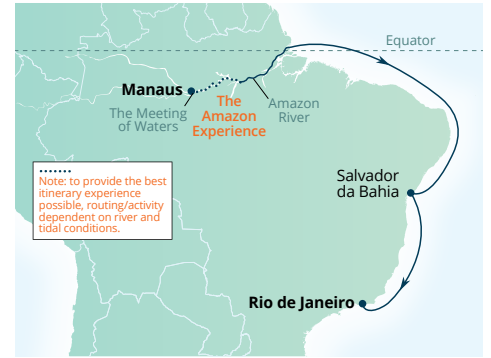 Equator
Manaus
The Meeting
of Waters
The
Amazon
Experience
Amazon
River
Salvador
da Bahia
Note: to provide the best
itinerary experience
possible, routing/activity
dependent on river and
tidal conditions.
Rio de Janeiro